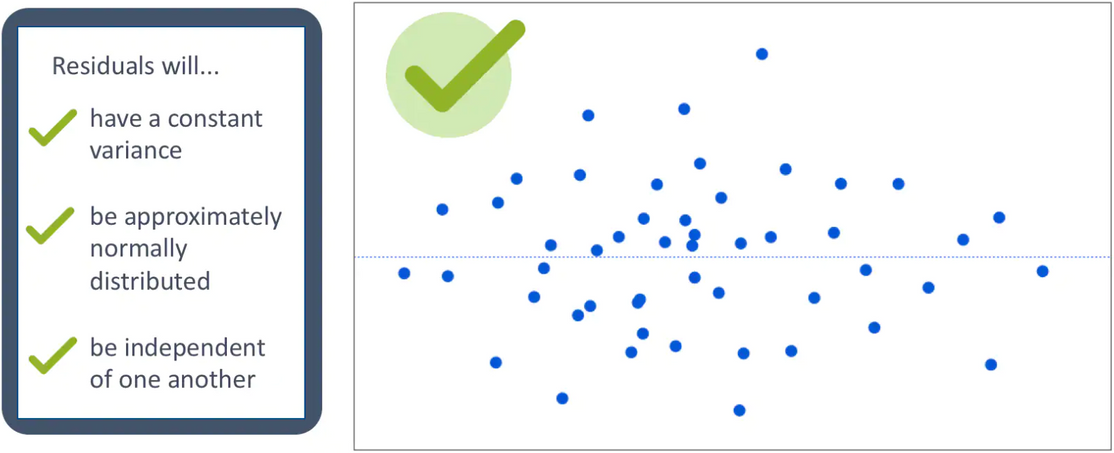 Residuals will...
have a constant
variance
be approximately
normally
distributed
be independent
of one another